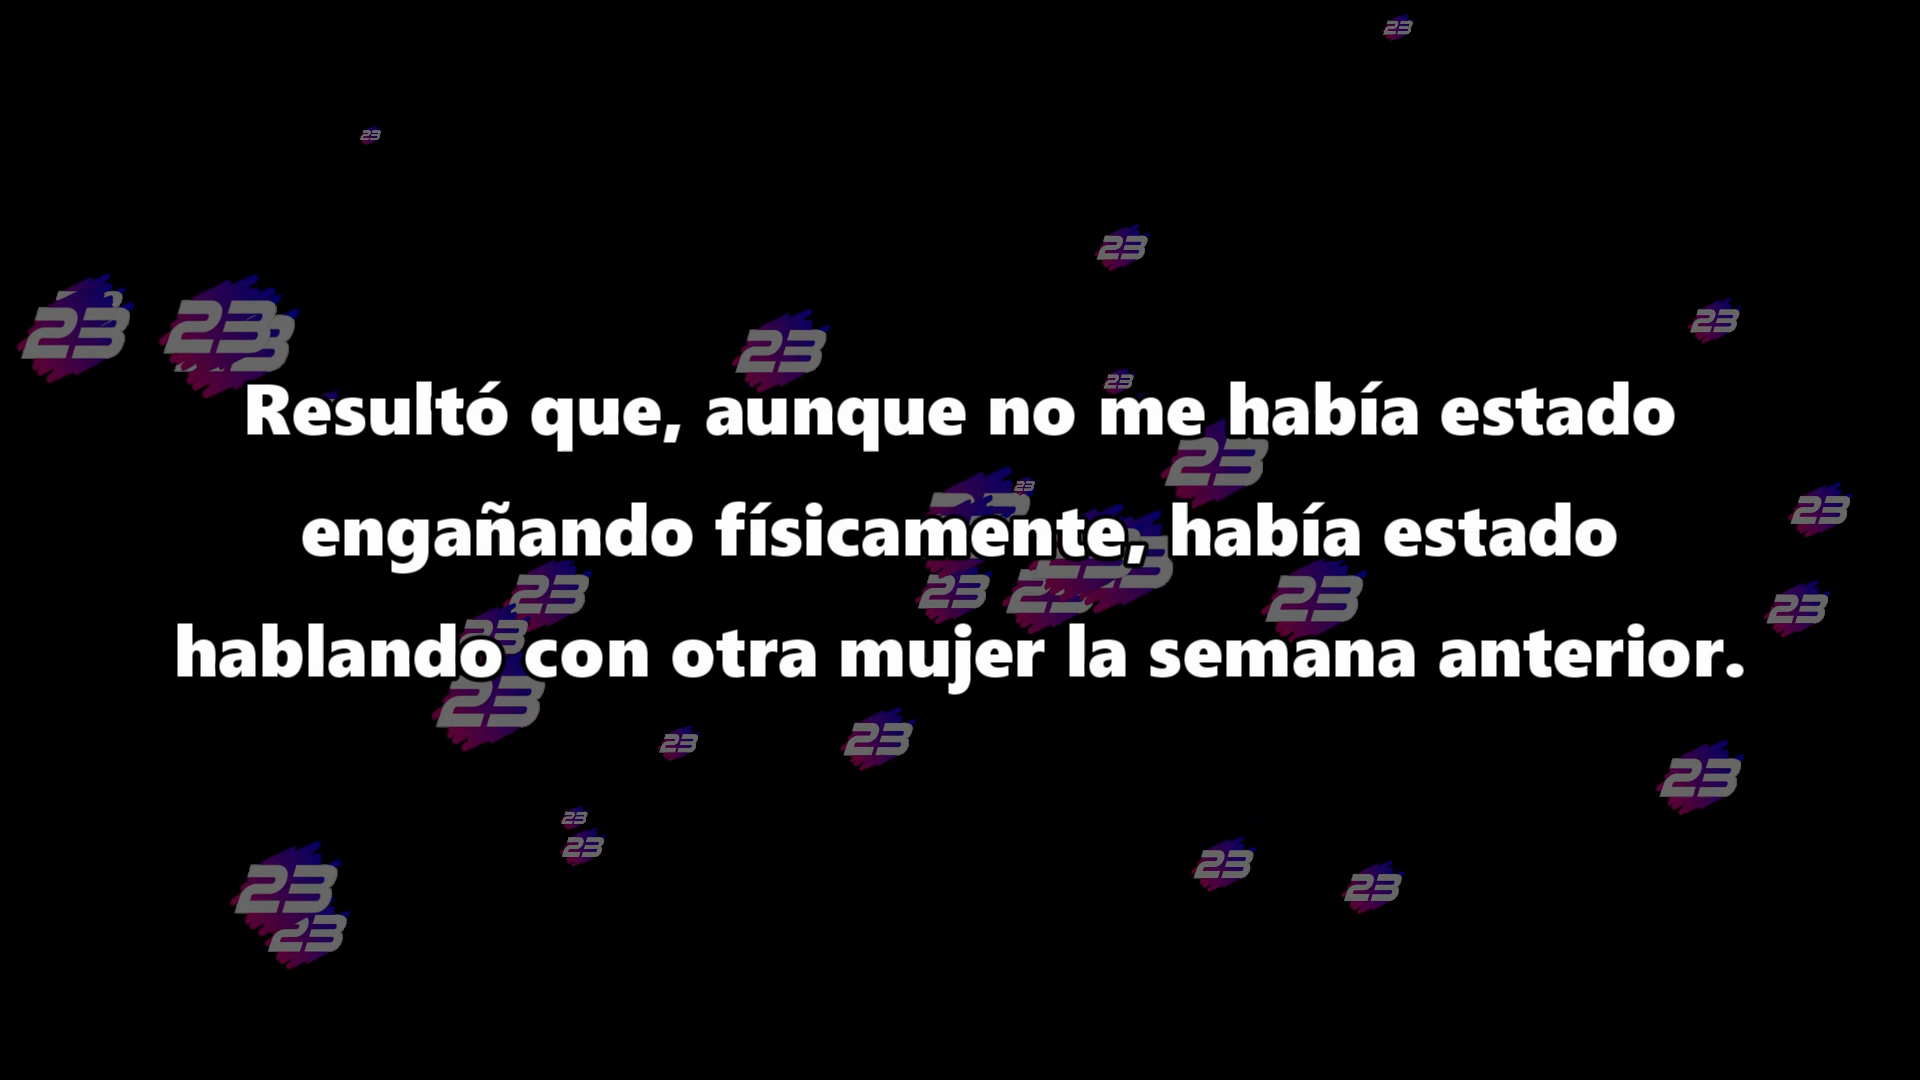 Resultó que, aunque no me había estado
engañando físicamente, había estado
hablando con otra mujer la semana anterior.